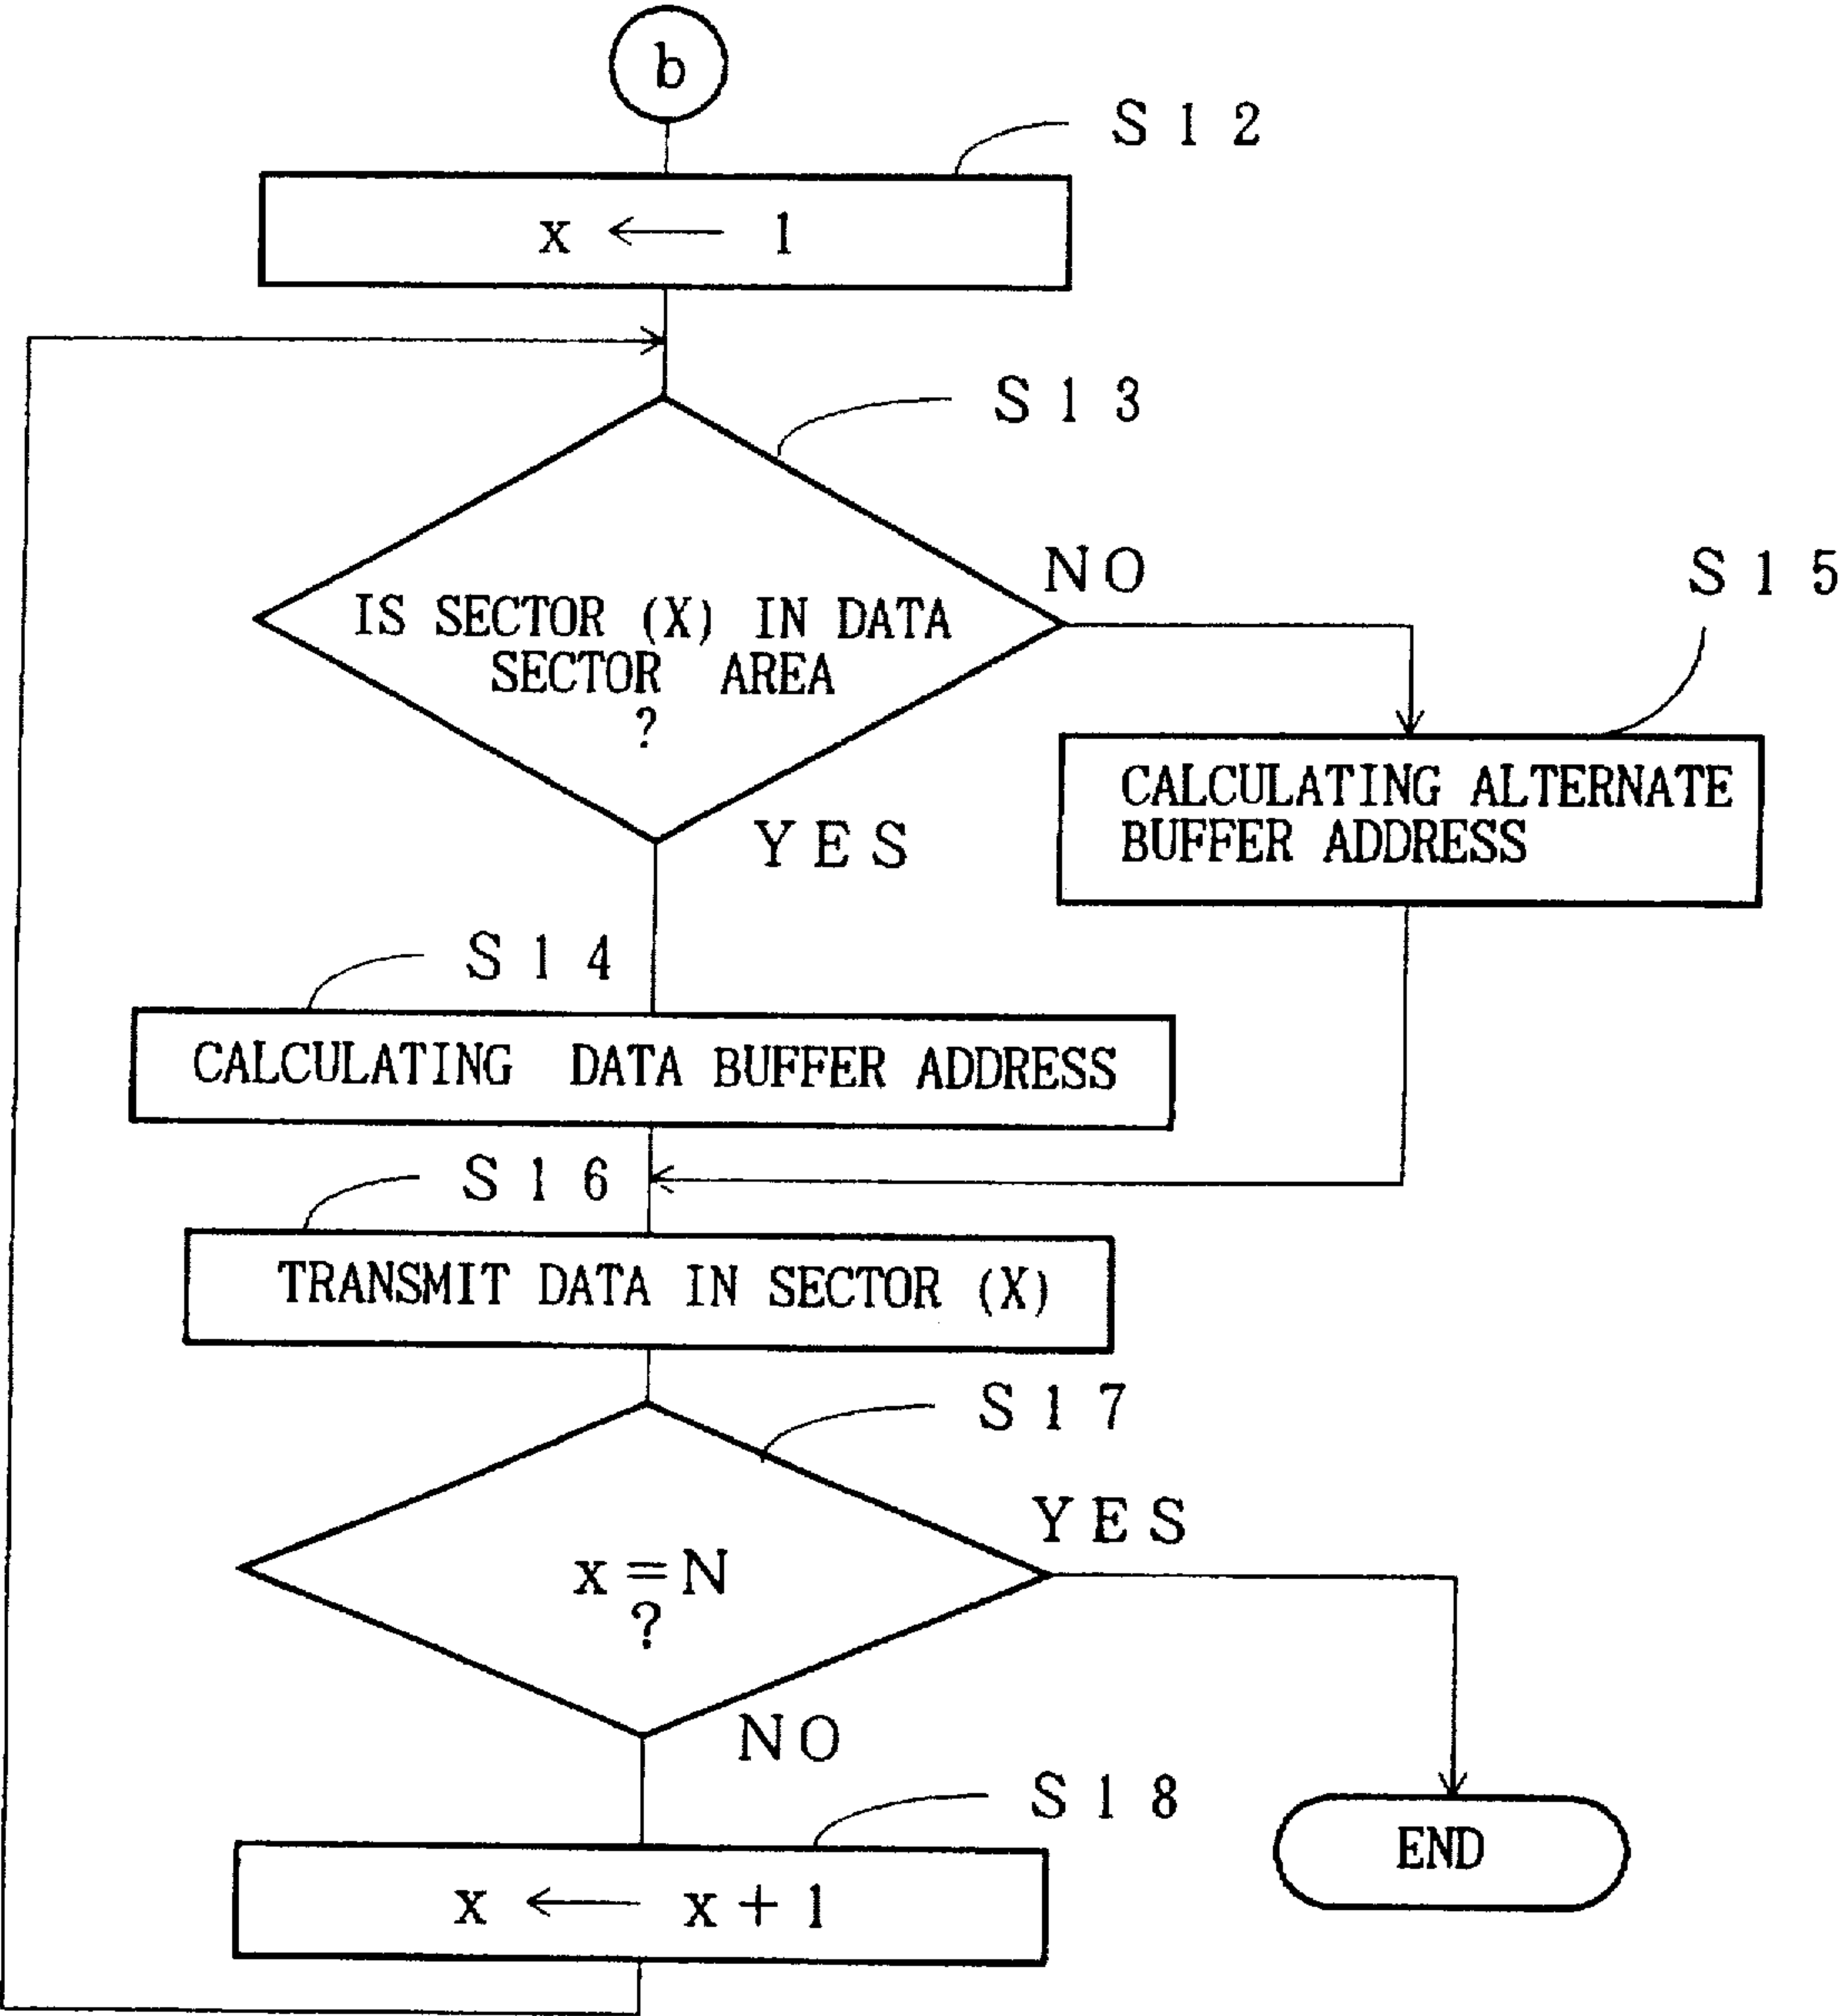 b
S12
x ← 1
S13
IS SECTOR (X) IN DATA
SECTOR AREA
?
NO
YES
S15
CALCULATING ALTERNATE
BUFFER ADDRESS
S14
CALCULATING DATA BUFFER ADDRESS
S16
TRANSMIT DATA IN SECTOR (X)
S17
x=N
?
YES
NO
S18
x ← x+1
END